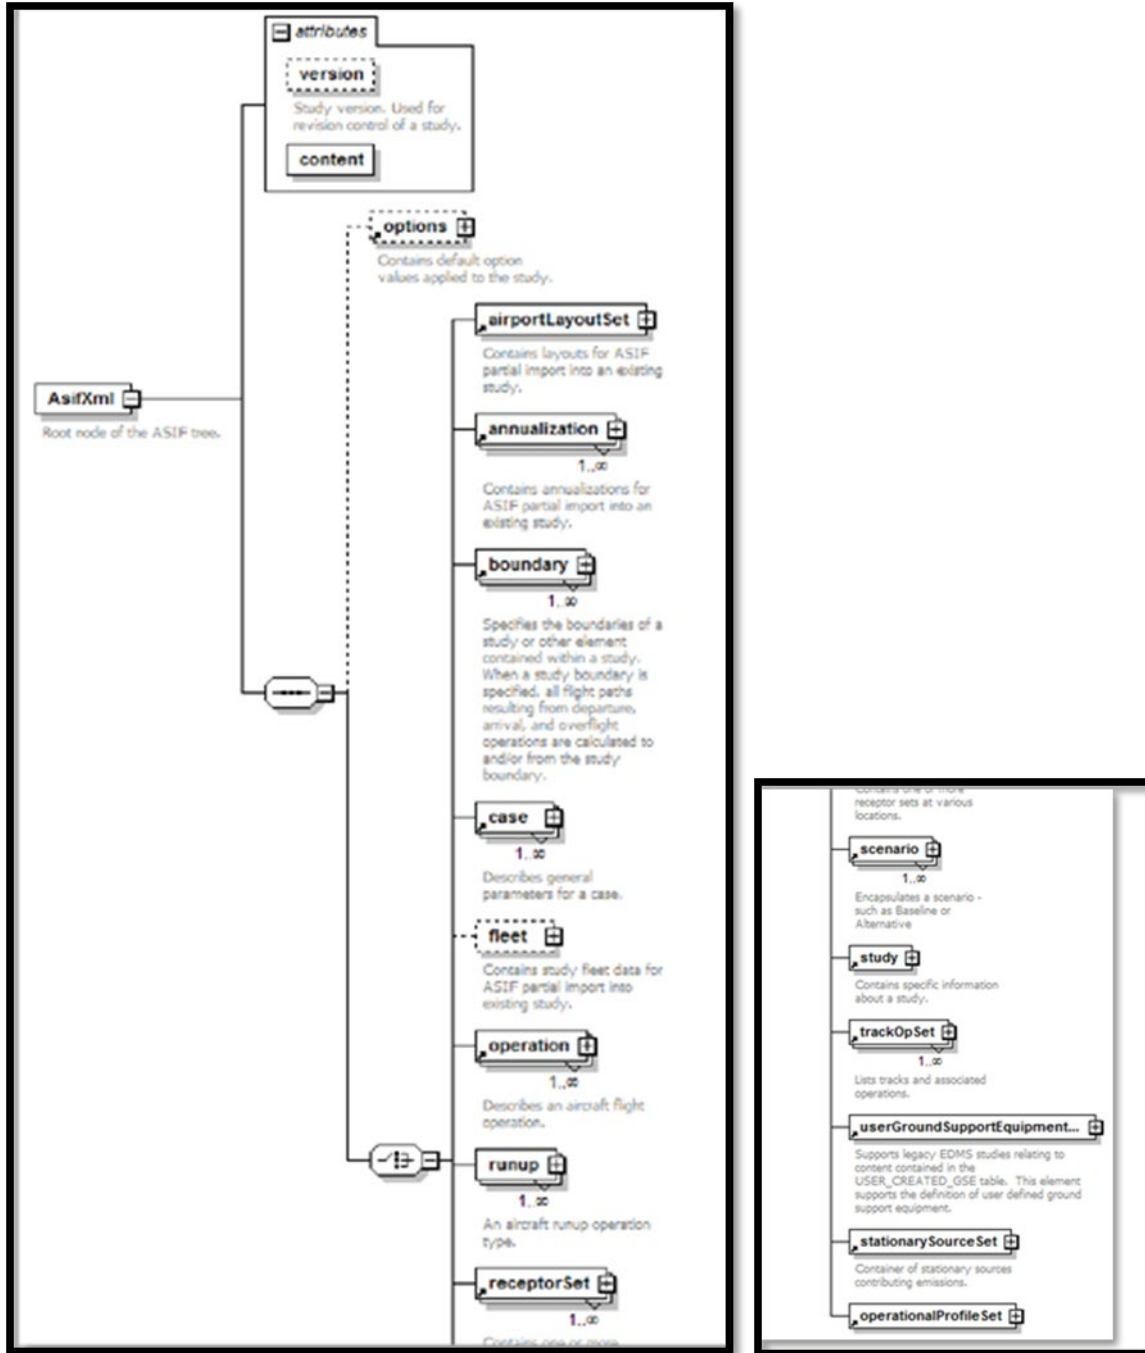 attributes
version
Study version. Used for
revision control of a study.
content
options
Contains default option
values applied to the study.
airportLayoutSet
Contains layouts for ASIF
partial import into an existing
study.
AsifXml
Root node of the ASIF tree.
annualization
1..∞
Contains annualizations for
ASIF partial import into an
existing study.
boundary
1..∞
Specifies the boundaries of a
study or other element
contained within a study.
When a study boundary is
specified, all flight paths
resulting from departure,
arrival, and overflight
operations are calculated to
and/or from the study
boundary.
case
1..∞
Describes general
parameters for a case.
fleet
Contains study fleet data for
ASIF partial import into
existing study.
operation
1..∞
Describes an aircraft flight
operation.
runup
1..∞
An aircraft runup operation
type.
receptorSet
1..∞
Contains one or more
Contains one or more
receptor sets at various
locations.
scenario
1..∞
Encapsulates a scenario -
such as Baseline or
Alternative
study
Contains specific information
about a study.
trackOpSet
1..∞
Lists tracks and associated
operations.
userGroundSupportEquipment...
Supports legacy EDMS studies relating to
content contained in the
USER_CREATED_GSE table. This element
supports the definition of user defined ground
support equipment.
stationarySourceSet
Container of stationary sources
contributing emissions.
operationalProfileSet